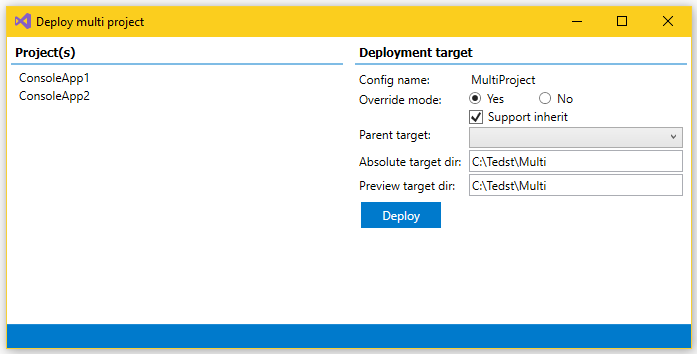 Deploy multi project
Project(s)
ConsoleApp1
ConsoleApp2
Deployment target
Config name: MultiProject
Override mode: Yes No
Support inherit
Parent target:
Absolute target dir: C:\Tedst\Multi
Preview target dir: C:\Tedst\Multi
Deploy